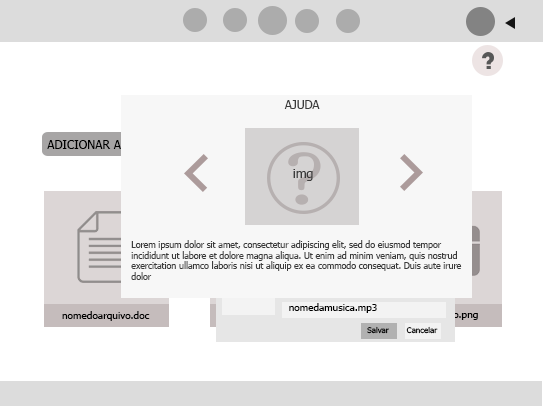 ?
AJUDA
ADICIONAR A
img
Lorem ipsum dolor sit amet, consectetur adipiscing elit, sed do eiusmod tempor
incididunt ut labore et dolore magna aliqua. Ut enim ad minim veniam, quis nostrud
exercitation ullamco laboris nisi ut aliquip ex ea commodo consequat. Duis aute irure
dolor
nomedamusica.mp3
nomedoarquivo.doc
o.png
Salvar
Cancelar